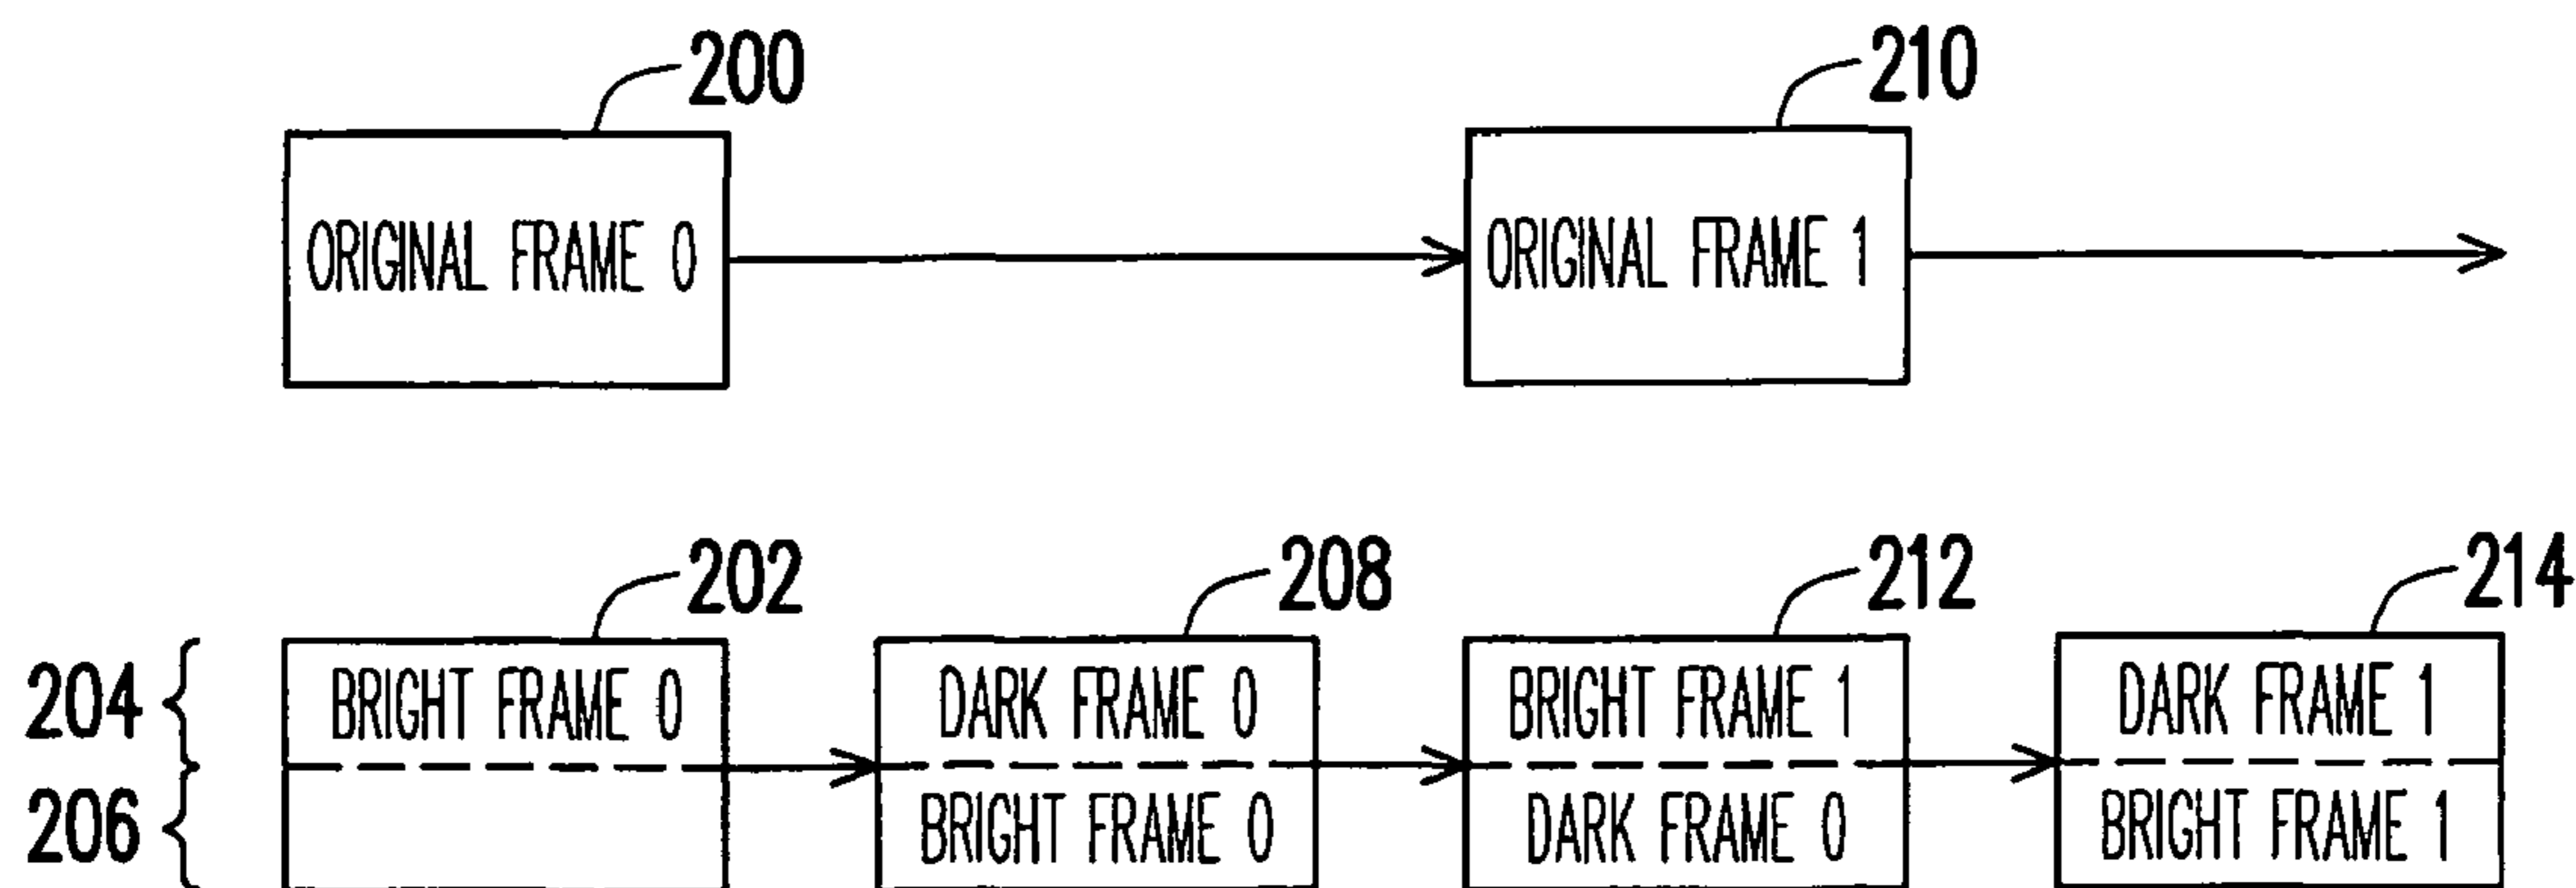 200
210
ORIGINAL FRAME 0
ORIGINAL FRAME 1
202
208
212
214
204
BRIGHT FRAME 0
DARK FRAME 0
BRIGHT FRAME 1
DARK FRAME 1
206
BRIGHT FRAME 0
DARK FRAME 0
BRIGHT FRAME 1